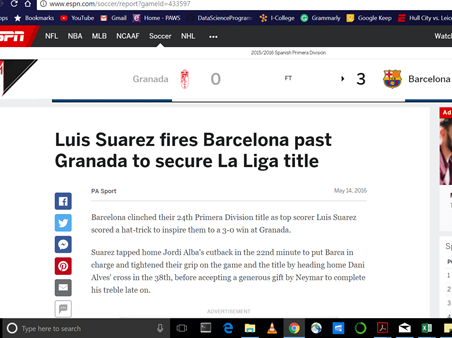 www.espn.com/soccer/report?gameId=433597
Apps Bookmarks YouTube Gmail Home - PAWS DataScienceProgram I-College Grammarly Google Keep Hull City vs. Leic
ESPN NFL NBA MLB NCAAF Soccer NHL ••• Watc
2015/2016 Spanish Primera Division
Granada 0 FT 3 Barcelona
Luis Suarez fires Barcelona past
Granada to secure La Liga title
PA Sport May 14, 2016
Barcelona clinched their 24th Primera Division title as top scorer Luis Suarez
scored a hat-trick to inspire them to a 3-0 win at Granada.
Suarez tapped home Jordi Alba's cutback in the 22nd minute to put Barca in
charge and tightened their grip on the game and the title by heading home Dani
Alves' cross in the 38th, before accepting a generous gift by Neymar to complete
his treble late on.
ADVERTISEMENT
Ad
Sp
Type here to search